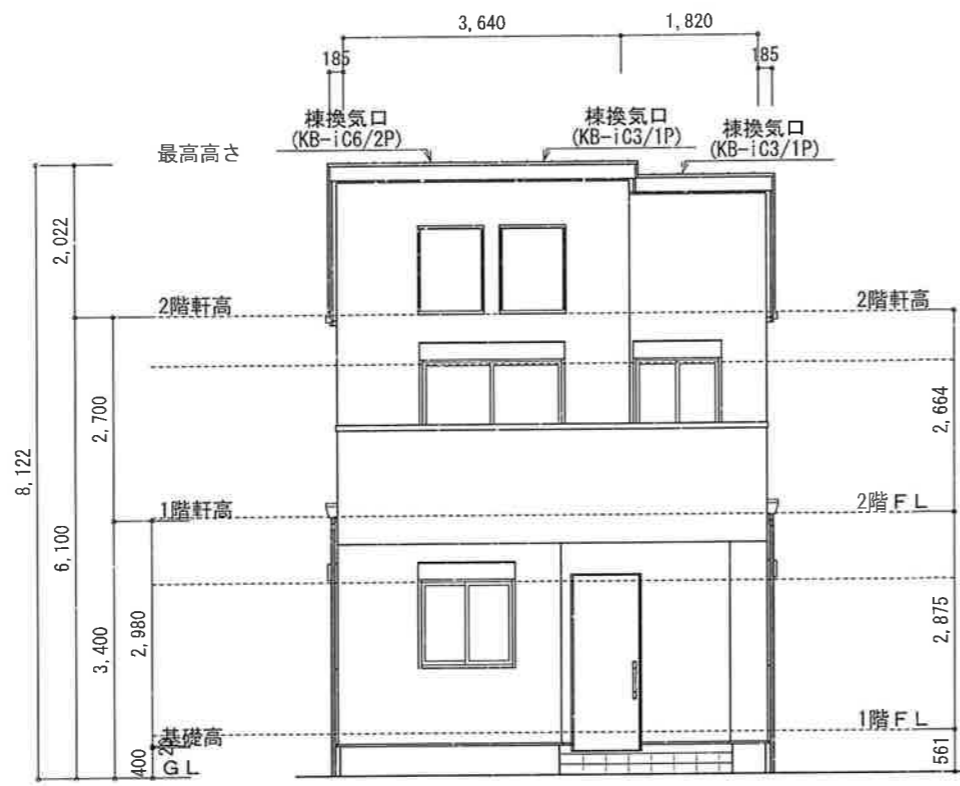 3,640
1,820
185
185
棟換気口
(KB-iC6/2P)
棟換気口
(KB-iC3/1P)
棟換気口
(KB-iC3/1P)
最高高さ
2,022
2階軒高
2階軒高
2,700
2,664
8,122
1階軒高
2階FL
6,100
3,400
2,980
2,875
基礎高
1階FL
20
400
GL
561